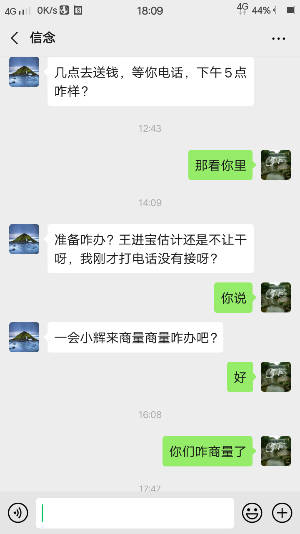 4G 0K/s 18:09 4G 44%
信念
几点去送钱，等你电话，下午5点
咋样？
12:43
那看你里
14:09
准备咋办？王进宝估计还是不让干
呀，我刚才打电话没有接呀？
你说
一会小辉来商量商量咋办吧？
好
16:08
你们咋商量了
17:47